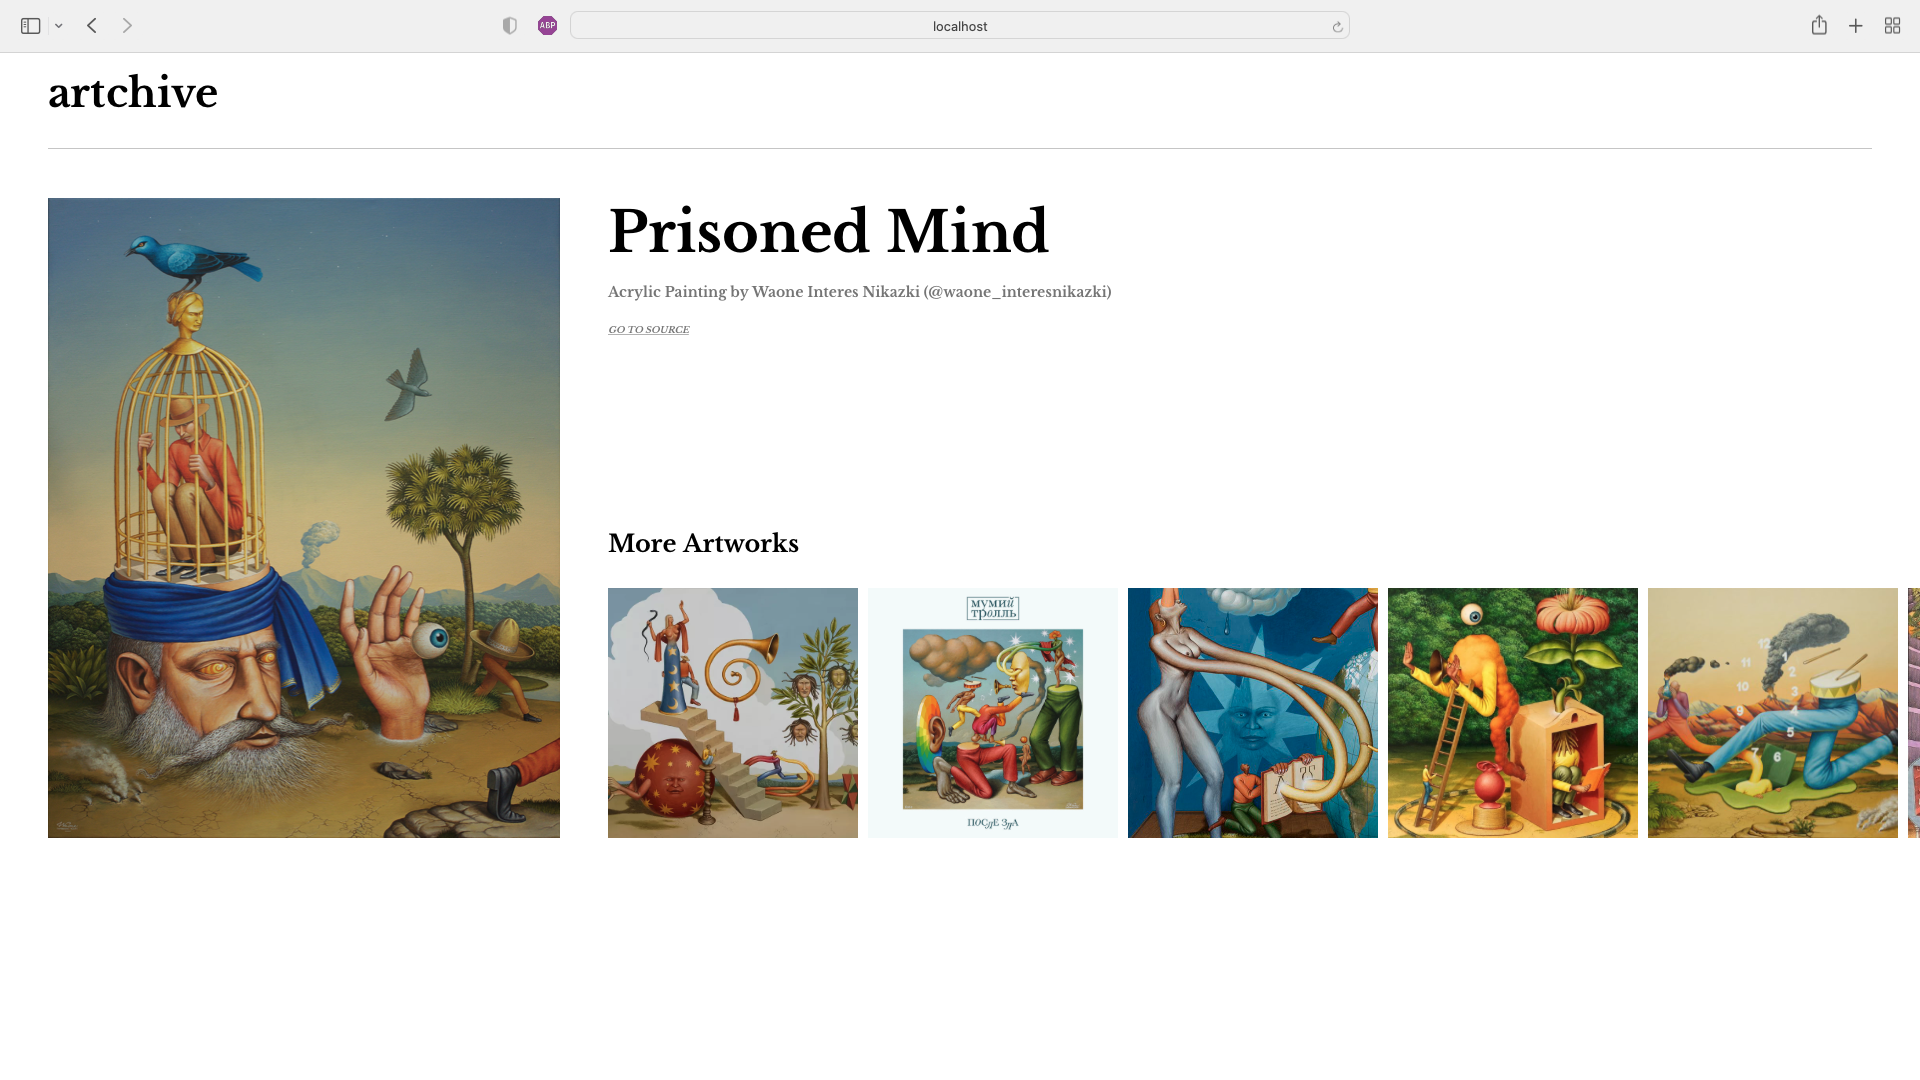 localhost
artchive
Prisoned Mind
Acrylic Painting by Waone Interes Nikazki (@waone_interesnikazki)
GO TO SOURCE
More Artworks
МУМИЙ
ТРОЛЛЬ
ПОСЛЕ ЗЛА
12
11
1
2
10
3
9
4
5
7
6
ABP